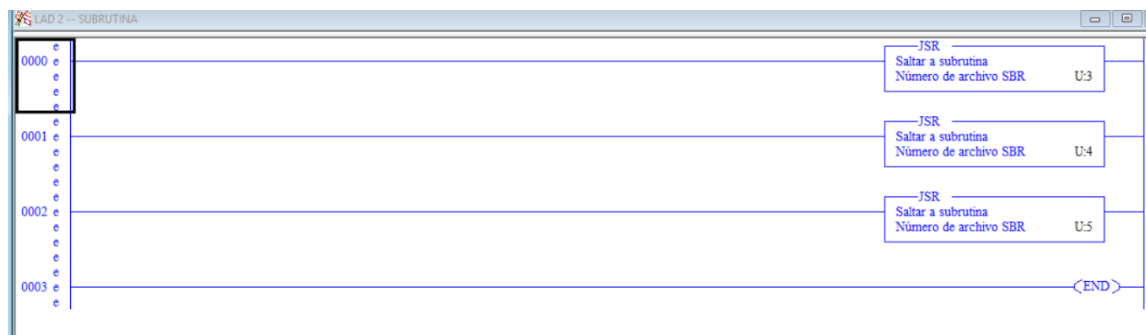 LAD 2 -- SUBRUTINA
e
0000 e
e
e
e
JSR
Saltar a subrutina
Número de archivo SBR U:3
e
0001 e
e
e
e
JSR
Saltar a subrutina
Número de archivo SBR U:4
e
0002 e
e
e
e
JSR
Saltar a subrutina
Número de archivo SBR U:5
0003 e
e
END